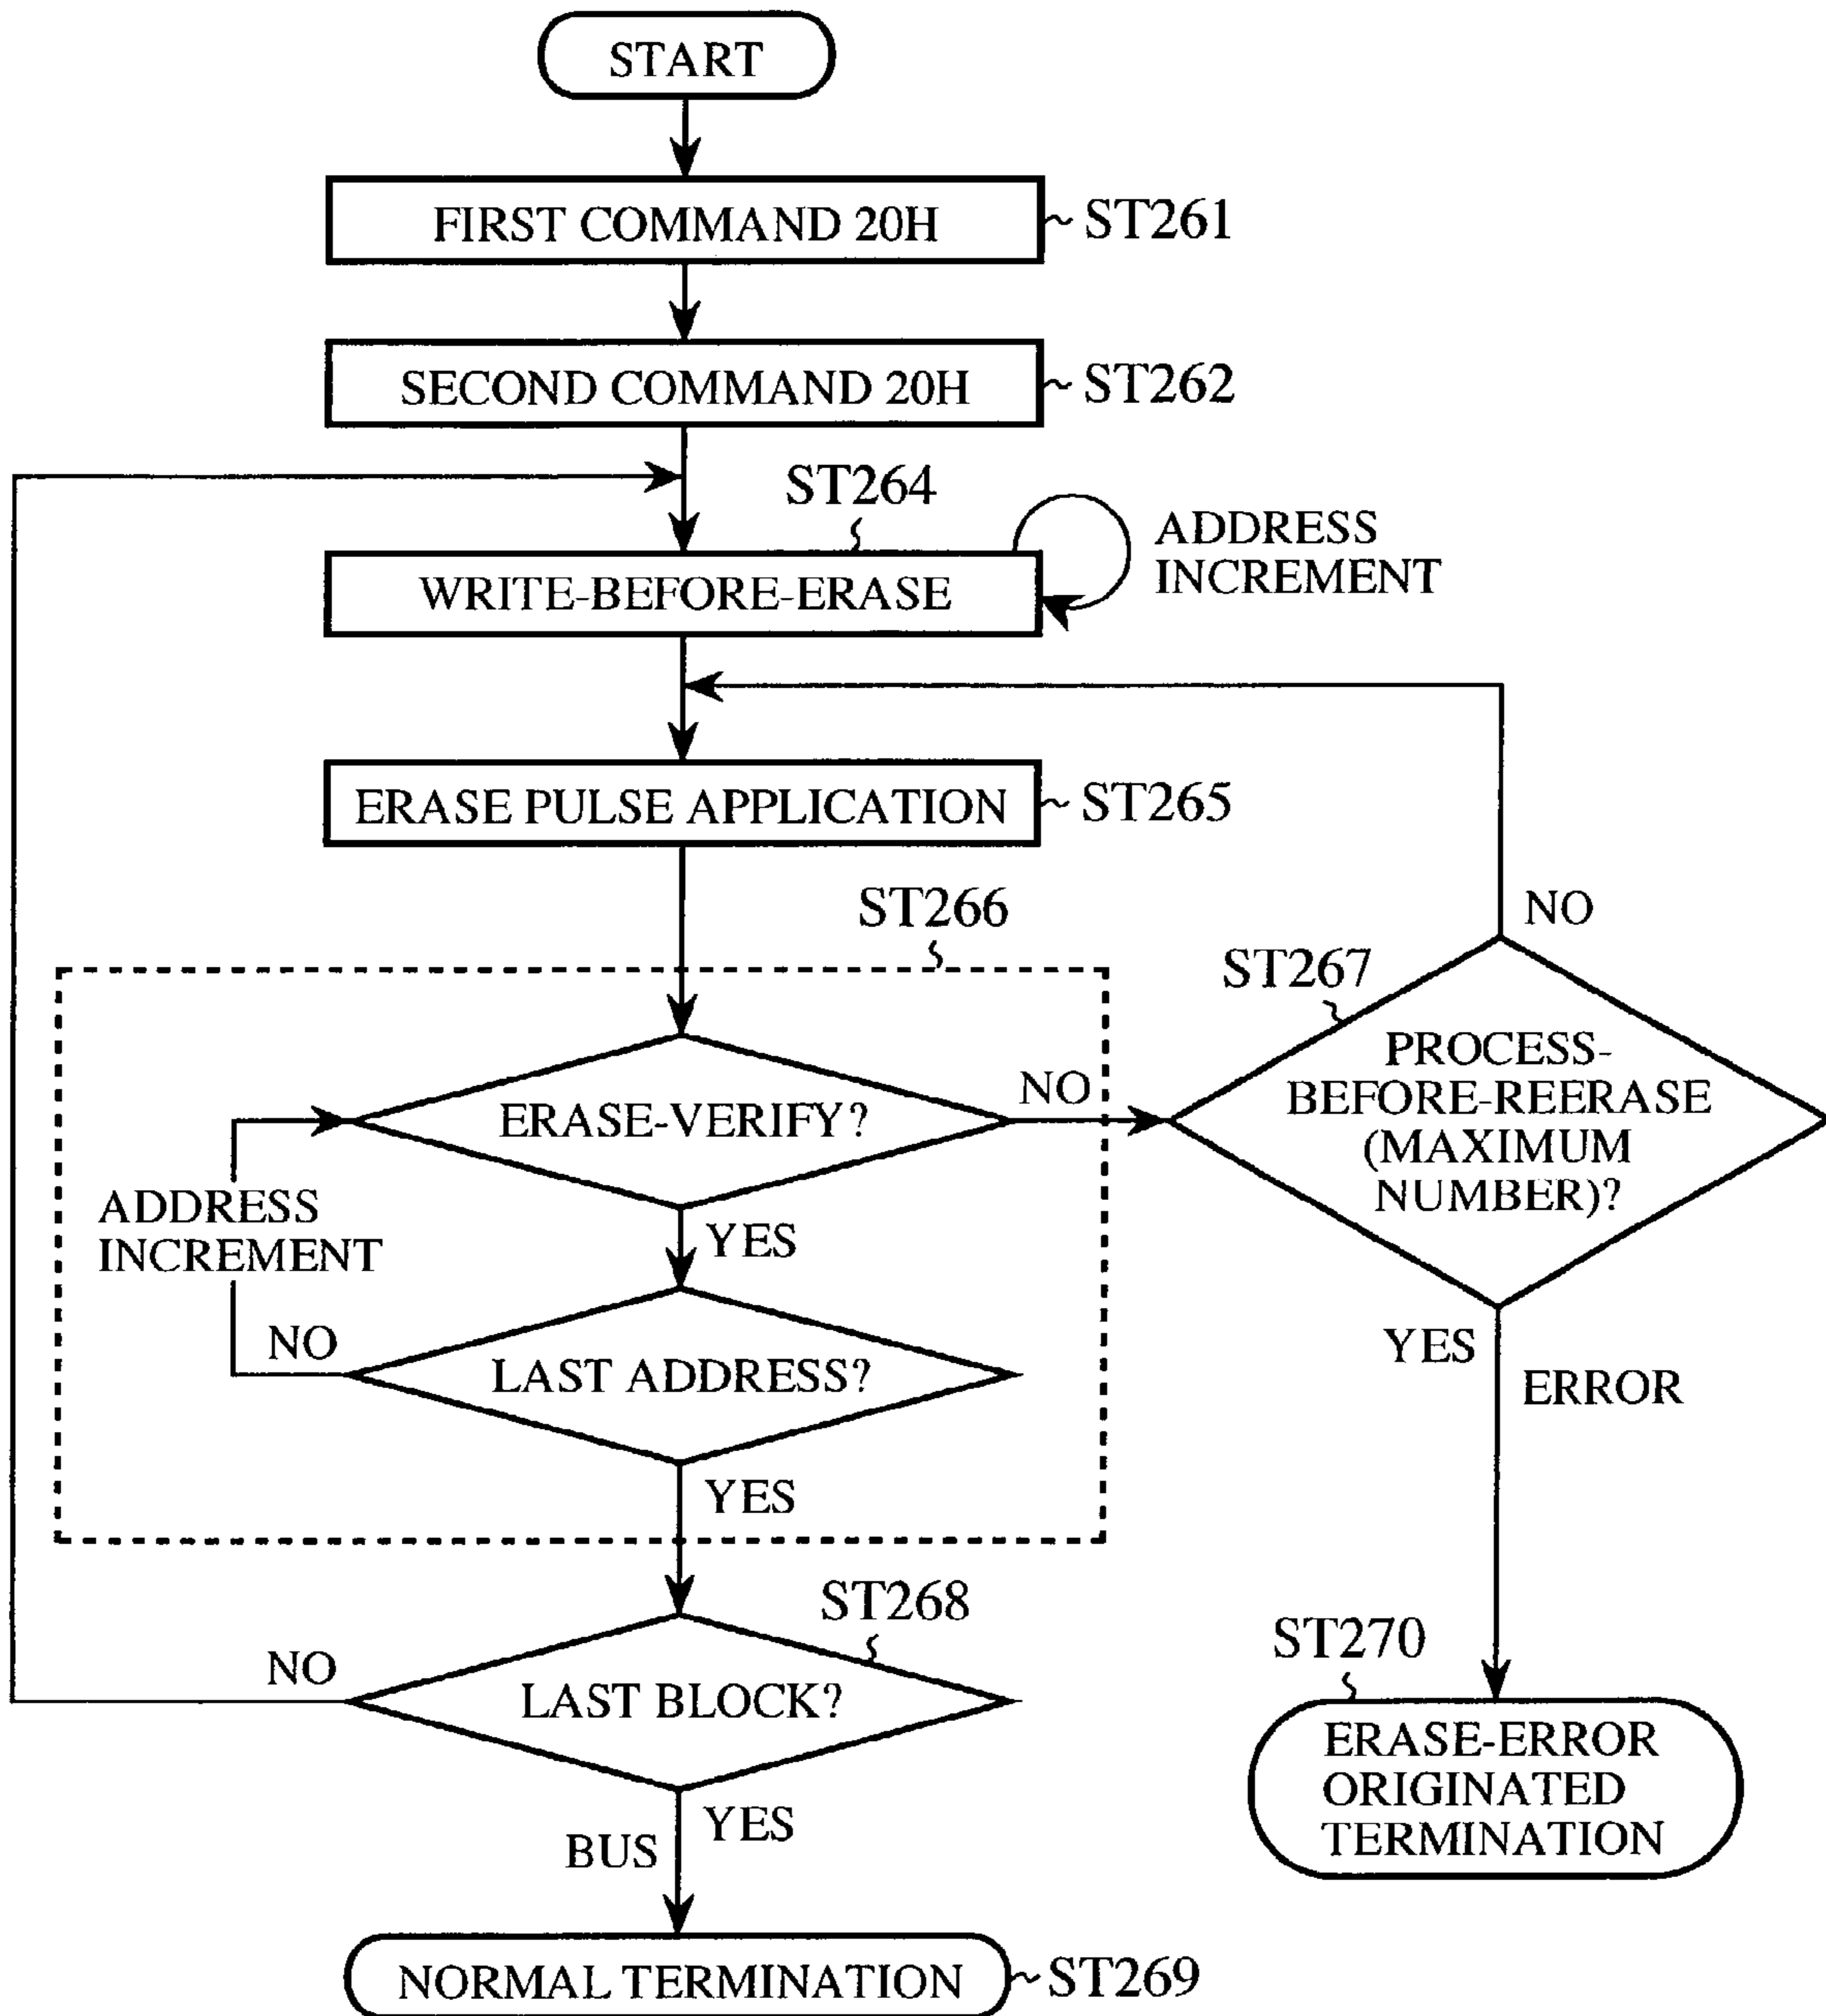 START
FIRST COMMAND 20H
ST261
SECOND COMMAND 20H
ST262
ST264
WRITE-BEFORE-ERASE
ADDRESS
INCREMENT
ERASE PULSE APPLICATION
ST265
ST266
NO
ST267
PROCESS-
BEFORE-REERASE
(MAXIMUM
NUMBER)?
ERASE-VERIFY?
NO
ADDRESS
INCREMENT
YES
NO
LAST ADDRESS?
YES
ERROR
YES
ST268
NO
LAST BLOCK?
ST270
ERASE-ERROR
ORIGINATED
TERMINATION
YES
BUS
NORMAL TERMINATION
ST269